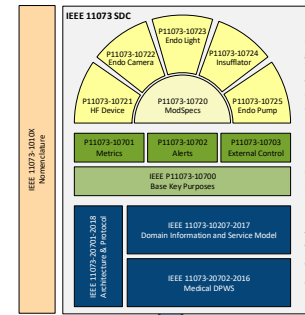 IEEE 11073 SDC
IEEE 11073-1010X
Nomenclature
P11073-10723
Endo Light
P11073-10722
Endo Camera
P11073-10724
Insufflator
P11073-10721
HF Device
P11073-10720
ModSpecs
P11073-10725
Endo Pump
P11073-10701
Metrics
P11073-10702
Alerts
P11073-10703
External Control
IEEE P11073-10700
Base Key Purposes
IEEE 11073-20701-2018
Architecture & Protocol
IEEE 11073-10207-2017
Domain Information and Service Model
IEEE 11073-20702-2016
Medical DPWS